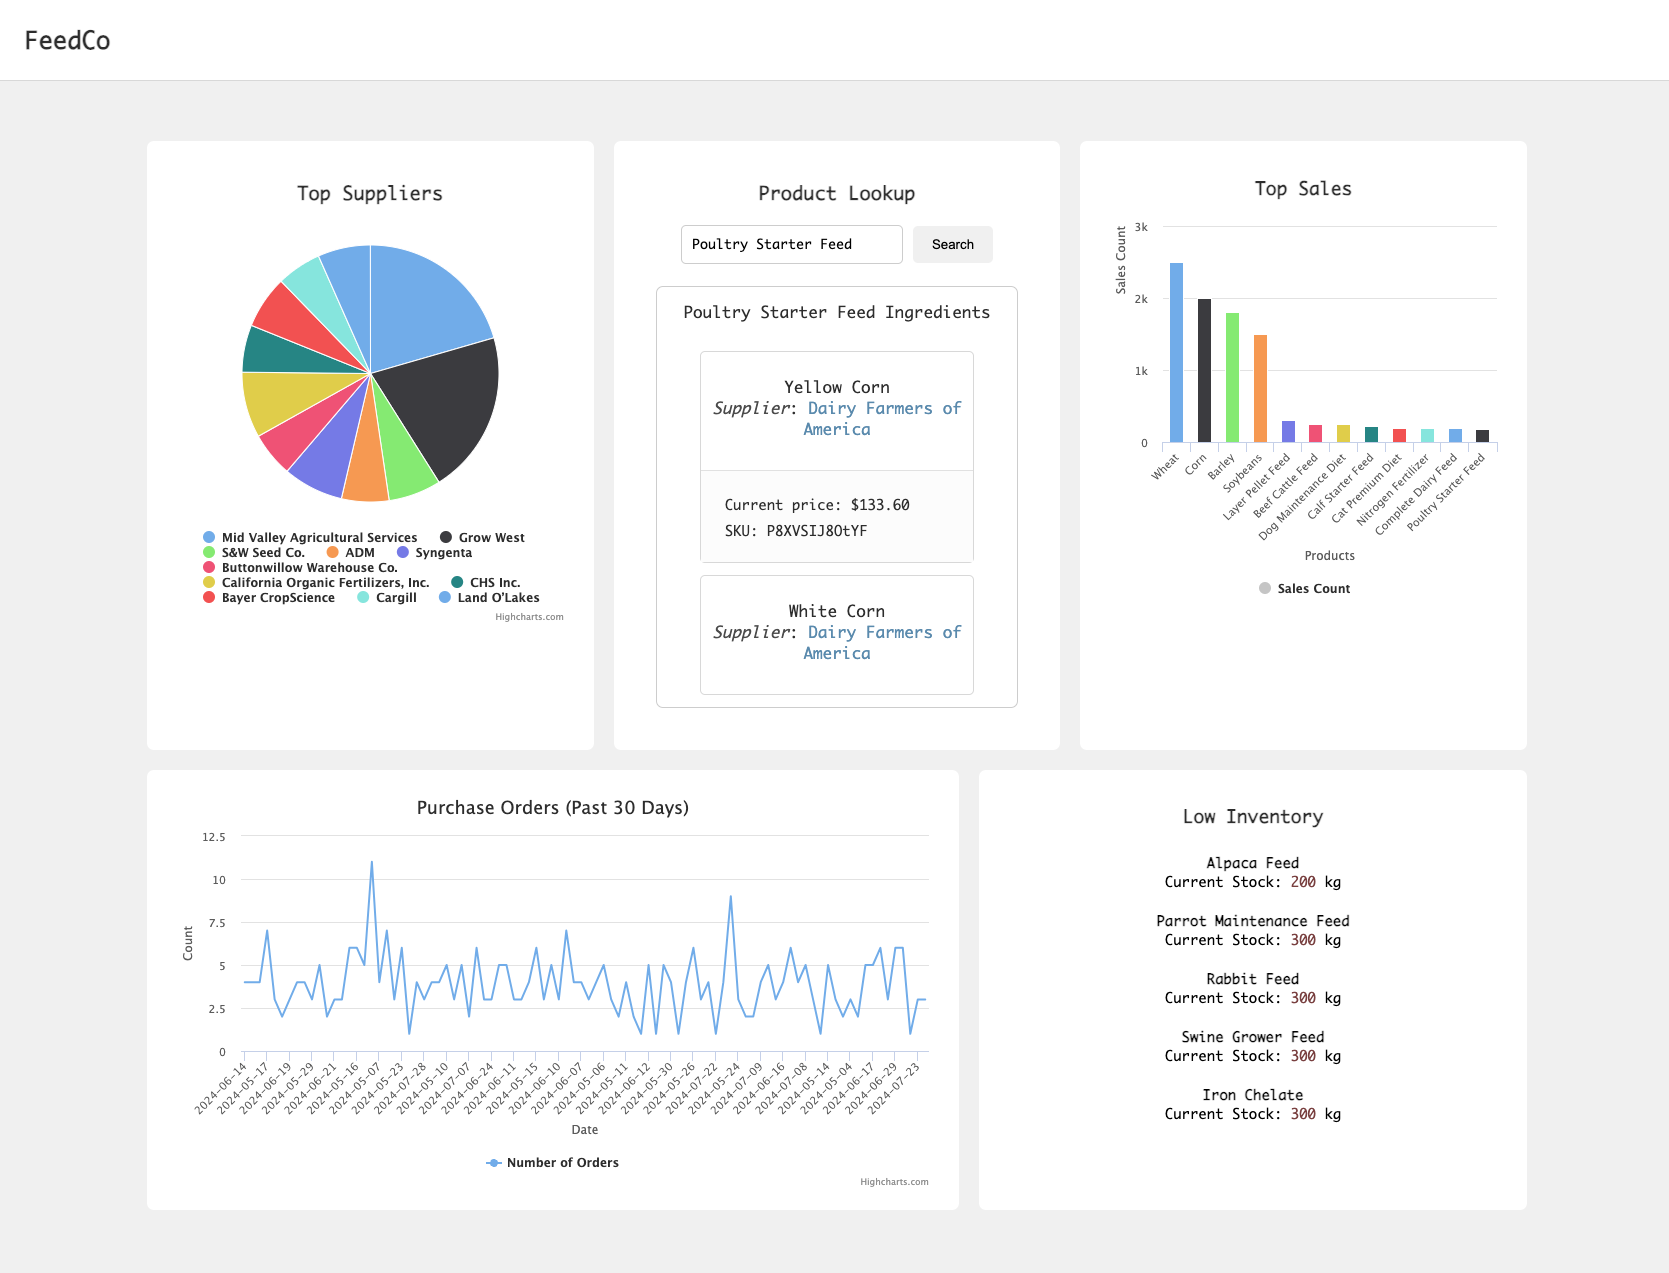 FeedCo
Top Suppliers
Mid Valley Agricultural Services
Grow West
S&W Seed Co.
ADM
Syngenta
Buttonwillow Warehouse Co.
California Organic Fertilizers, Inc.
CHS Inc.
Bayer CropScience
Cargill
Land O'Lakes
Highcharts.com
Product Lookup
Poultry Starter Feed
Search
Poultry Starter Feed Ingredients
Yellow Corn
Supplier: Dairy Farmers of
America
Current price: $133.60
SKU: P8XVSIJ8OtYF
White Corn
Supplier: Dairy Farmers of
America
Top Sales
Sales Count
3k
2k
1k
0
Wheat
Corn
Barley
Soybeans
Layer Pellet Feed
Beef Cattle Feed
Dog Maintenance Diet
Calf Starter Feed
Cat Premium Diet
Nitrogen Fertilizer
Complete Dairy Feed
Poultry Starter Feed
Products
Sales Count
Purchase Orders (Past 30 Days)
Count
12.5
10
7.5
5
2.5
0
2024-06-14
2024-05-17
2024-06-19
2024-05-29
2024-06-21
2024-05-16
2024-05-07
2024-05-23
2024-07-28
2024-05-10
2024-07-07
2024-06-24
2024-06-11
2024-05-15
2024-06-10
2024-06-07
2024-05-06
2024-05-11
2024-06-12
2024-05-30
2024-05-26
2024-07-22
2024-05-24
2024-07-09
2024-06-16
2024-07-08
2024-05-14
2024-05-04
2024-06-17
2024-06-29
2024-07-23
Date
Number of Orders
Highcharts.com
Low Inventory
Alpaca Feed
Current Stock: 200 kg
Parrot Maintenance Feed
Current Stock: 300 kg
Rabbit Feed
Current Stock: 300 kg
Swine Grower Feed
Current Stock: 300 kg
Iron Chelate
Current Stock: 300 kg